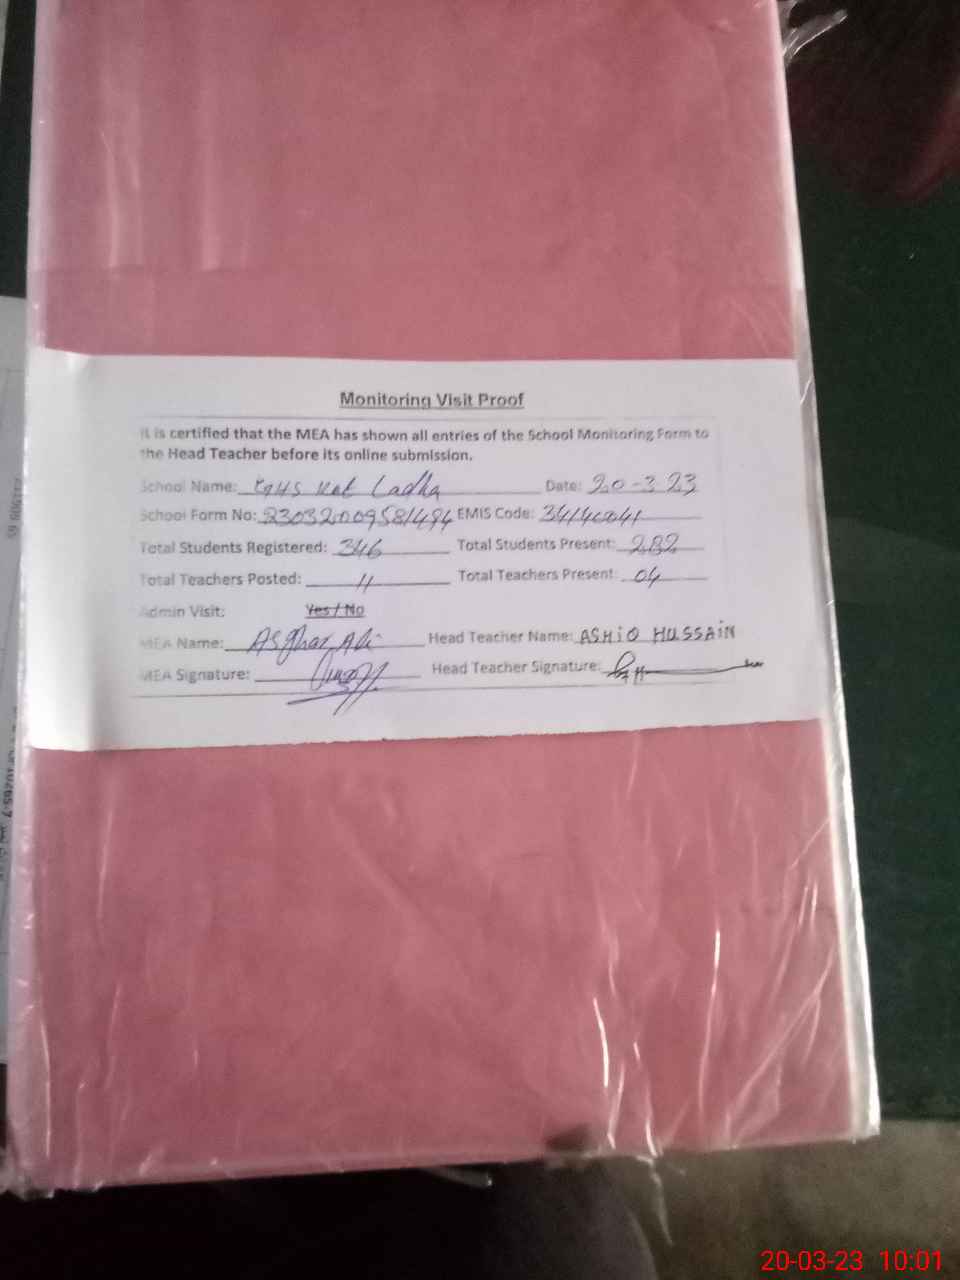 Monitoring Visit Proof
It is certified that the MEA has shown all entries of the School Monitoring Form to
the Head Teacher before its online submission.
School Name: Ladha Date: 20-3-23
School Form No: 23032009581494 EMIS Code: 34140041
Total Students Registered: 346 Total Students Present: 282
Total Teachers Posted: 11 Total Teachers Present: 04
Admin Visit: Yes / No
MEA Name: Asghar Ali Head Teacher Name: ASHiQ HUSSAiN
MEA Signature: Head Teacher Signature:
20-03-23 10:01